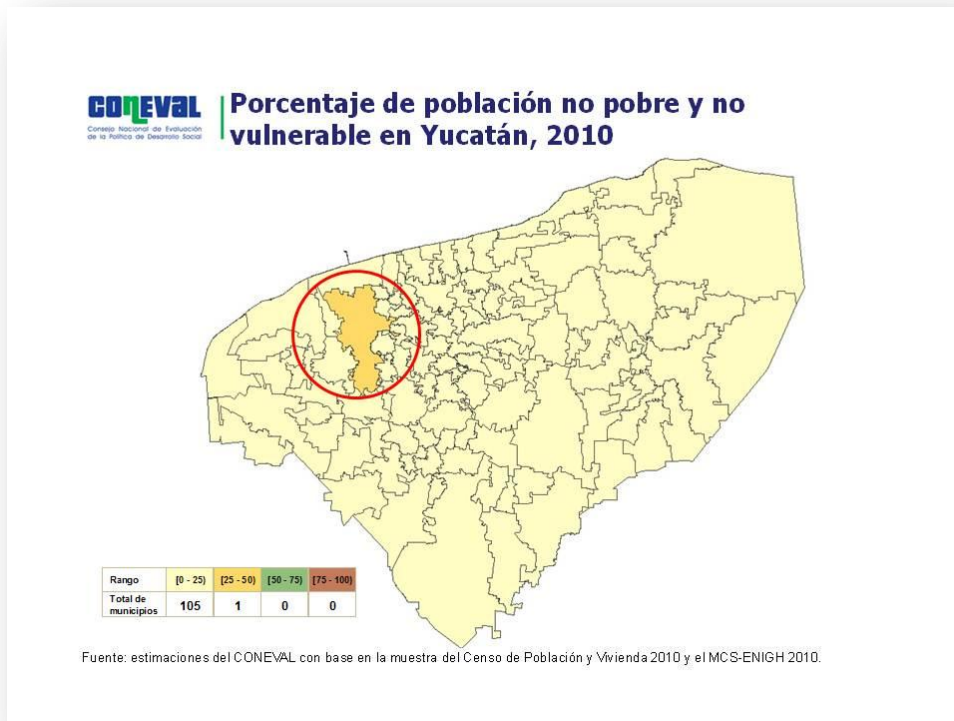 CONEVAL
Consejo Nacional de Evaluación
de la Política de Desarrollo Social
Porcentaje de población no pobre y no
vulnerable en Yucatán, 2010
Rango [0 - 25) [25 - 50) [50 - 75) [75 - 100)
Total de
municipios 105 1 0 0
Fuente: estimaciones del CONEVAL con base en la muestra del Censo de Población y Vivienda 2010 y el MCS-ENIGH 2010.